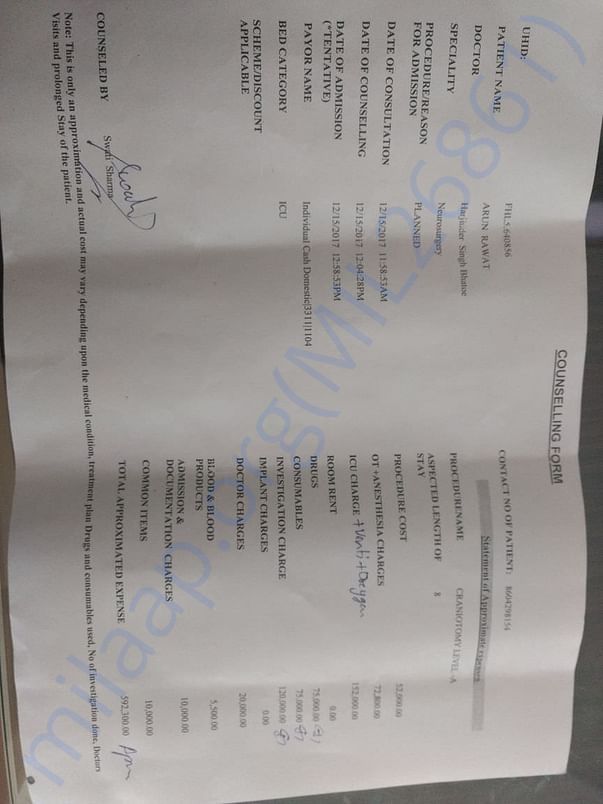 COUNSELLING FORM
UHID: FHL5.640856
CONTACT NO OF PATIENT: 8604298154
PATIENT NAME ARUN RAWAT
Statement of Approximate expenses
DOCTOR Harjinder Singh Bhatoe
PROCEDURENAME CRANIOTOMY LEVEL -A
SPECIALITY Neurosurgery
ASPECTED LENGTH OF STAY 8
PROCEDURE/REASON FOR ADMISSION PLANNED
PROCEDURE COST 52,000.00
DATE OF CONSULTATION 12/15/2017 11:58:53AM
OT +ANESTHESIA CHARGES 72,800.00
DATE OF COUNSELLING 12/15/2017 12:04:28PM
ICU CHARGE + Venti + Oxygen 152,000.00
DATE OF ADMISSION (*TENTATIVE) 12/15/2017 12:58:53PM
ROOM RENT 0.00
PAYOR NAME Individual Cash Domestic|3311|1104
DRUGS 75,000.00
CONSUMABLES 75,000.00
BED CATEGORY ICU
INVESTIGATION CHARGE 120,000.00
IMPLANT CHARGES 0.00
SCHEME/DISCOUNT APPLICABLE
DOCTOR CHARGES 20,000.00
BLOOD & BLOOD PRODUCTS 5,500.00
ADMISSION & DOCUMENTATION CHARGES 10,000.00
COMMON ITEMS 10,000.00
TOTAL APPROXIMATED EXPENSE 592,300.00
COUNSELED BY Swati Sharma
Note: This is only an approximation and actual cost may vary depending upon the medical condition, treatment plan Drugs and consumables used, No of investigation done, Doctors
Visits and prolonged Stay of the patient.
milaap.org(MIL26861)